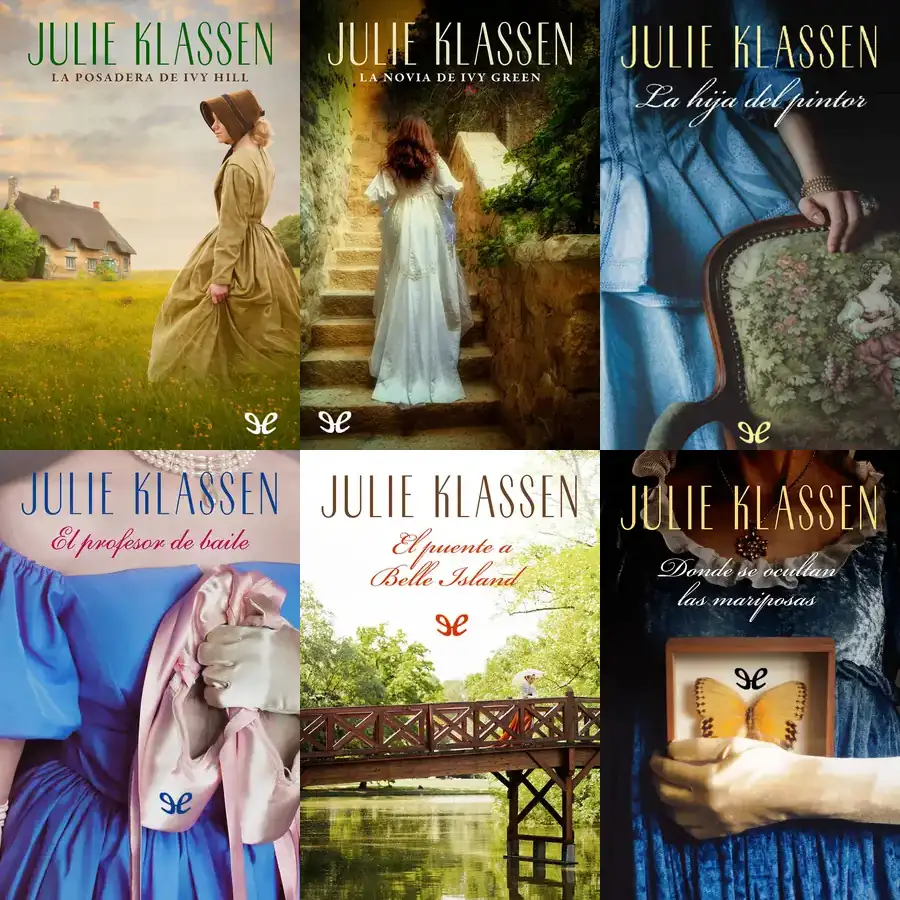 JULIE KLASSEN
LA POSADERA DE IVY HILL
JULIE KLASSEN
LA NOVIA DE IVY GREEN
JULIE KLASSEN
La hija del pintor
JULIE KLASSEN
El profesor de baile
JULIE KLASSEN
El puente a
Belle Island
JULIE KLASSEN
Donde se ocultan
las mariposas